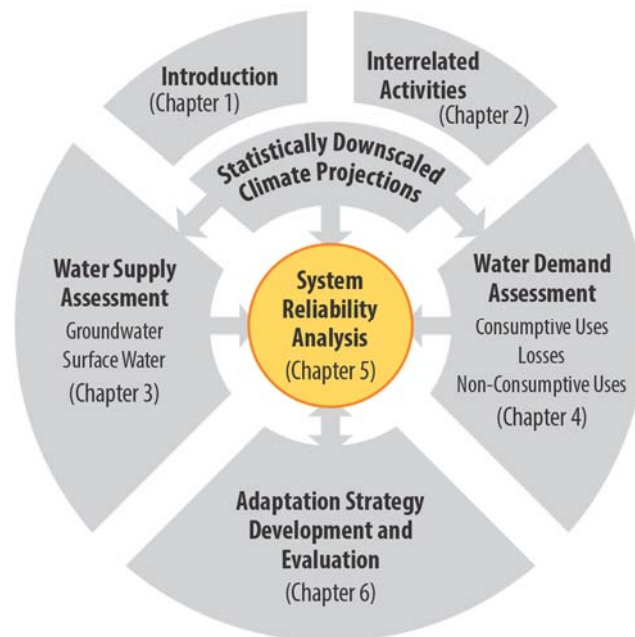 Introduction
(Chapter 1)
Interrelated
Activities
(Chapter 2)
Statistically Downscaled
Climate Projections
Water Supply
Assessment
Groundwater
Surface Water
(Chapter 3)
System
Reliability
Analysis
(Chapter 5)
Water Demand
Assessment
Consumptive Uses
Losses
Non-Consumptive Uses
(Chapter 4)
Adaptation Strategy
Development and
Evaluation
(Chapter 6)